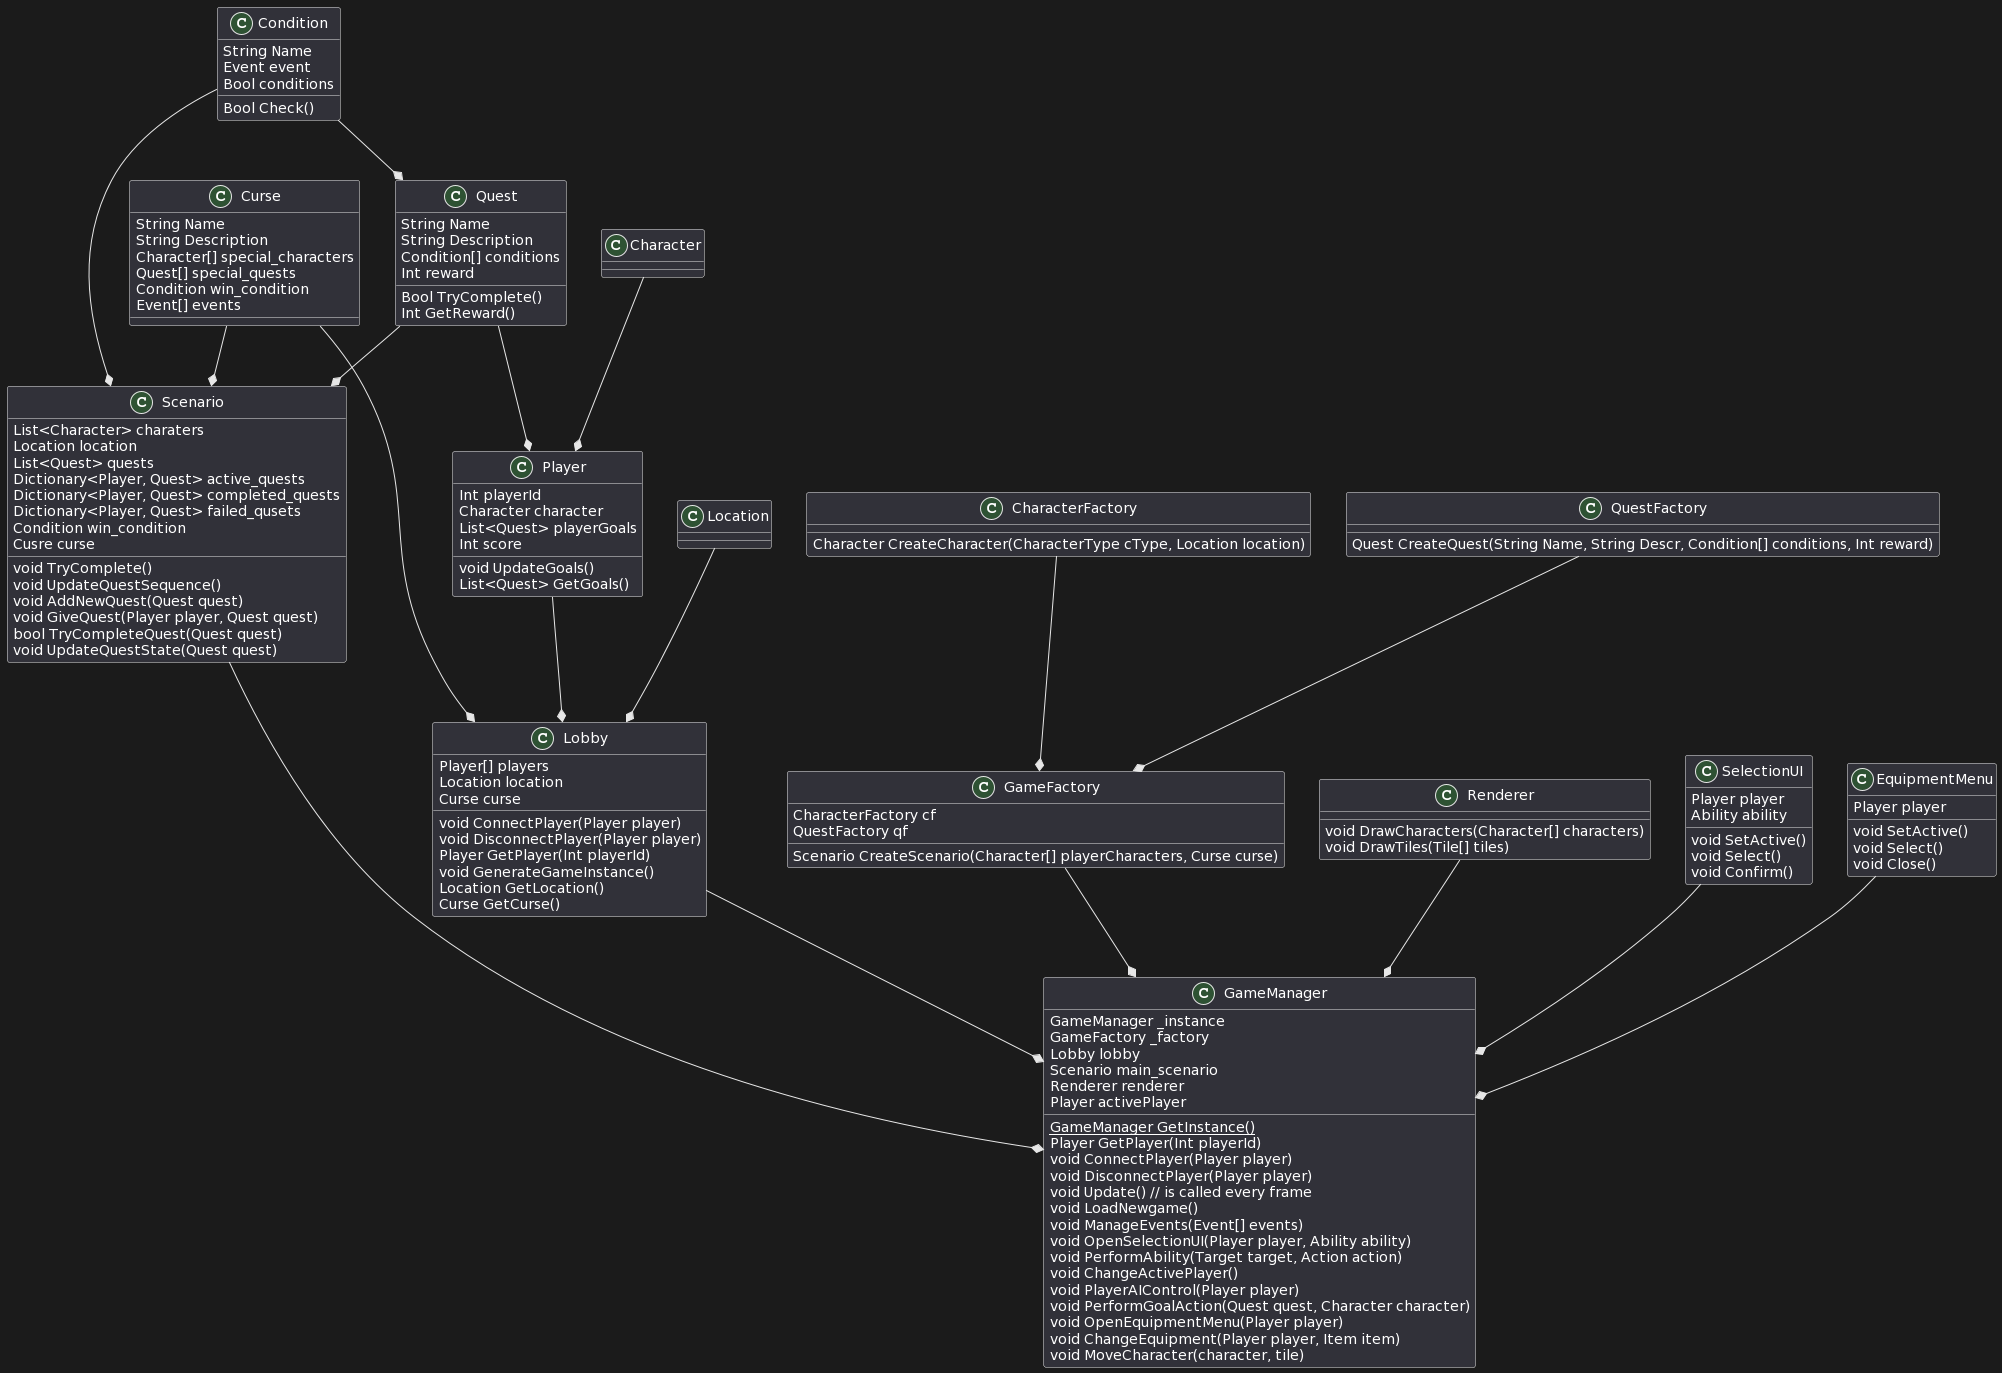 Condition
String Name
Event event
Bool conditions
Bool Check()
Curse
String Name
String Description
Character[] special_characters
Quest[] special_quests
Condition win_condition
Event[] events
Quest
String Name
String Description
Condition[] conditions
Int reward
Bool TryComplete()
Int GetReward()
Character
Scenario
List<Character> charaters
Location location
List<Quest> quests
Dictionary<Player, Quest> active_quests
Dictionary<Player, Quest> completed_quests
Dictionary<Player, Quest> failed_qusets
Condition win_condition
Cusre curse
void TryComplete()
void UpdateQuestSequence()
void AddNewQuest(Quest quest)
void GiveQuest(Player player, Quest quest)
bool TryCompleteQuest(Quest quest)
void UpdateQuestState(Quest quest)
Player
Int playerId
Character character
List<Quest> playerGoals
Int score
void UpdateGoals()
List<Quest> GetGoals()
Location
CharacterFactory
Character CreateCharacter(CharacterType cType, Location location)
QuestFactory
Quest CreateQuest(String Name, String Descr, Condition[] conditions, Int reward)
Lobby
Player[] players
Location location
Curse curse
void ConnectPlayer(Player player)
void DisconnectPlayer(Player player)
Player GetPlayer(Int playerId)
void GenerateGameInstance()
Location GetLocation()
Curse GetCurse()
GameFactory
CharacterFactory cf
QuestFactory qf
Scenario CreateScenario(Character[] playerCharacters, Curse curse)
Renderer
void DrawCharacters(Character[] characters)
void DrawTiles(Tile[] tiles)
SelectionUI
Player player
Ability ability
void SetActive()
void Select()
void Confirm()
EquipmentMenu
Player player
void SetActive()
void Select()
void Close()
GameManager
GameManager _instance
GameFactory _factory
Lobby lobby
Scenario main_scenario
Renderer renderer
Player activePlayer
GameManager GetInstance()
Player GetPlayer(Int playerId)
void ConnectPlayer(Player player)
void DisconnectPlayer(Player player)
void Update() // is called every frame
void LoadNewgame()
void ManageEvents(Event[] events)
void OpenSelectionUI(Player player, Ability ability)
void PerformAbility(Target target, Action action)
void ChangeActivePlayer()
void PlayerAIControl(Player player)
void PerformGoalAction(Quest quest, Character character)
void OpenEquipmentMenu(Player player)
void ChangeEquipment(Player player, Item item)
void MoveCharacter(character, tile)